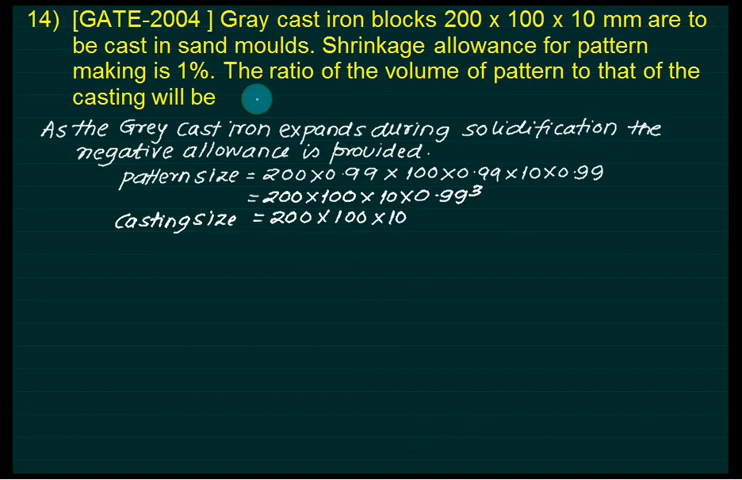 14) [GATE-2004 ] Gray cast iron blocks 200 x 100 x 10 mm are to
be cast in sand moulds. Shrinkage allowance for pattern
making is 1%. The ratio of the volume of pattern to that of the
casting will be
As the Grey cast iron expands during solidification the
negative allowance is provided.
pattern size = 200×0.99 × 100×0.99×10×0.99
= 200×100×10×0.99³
casting size = 200×100×10